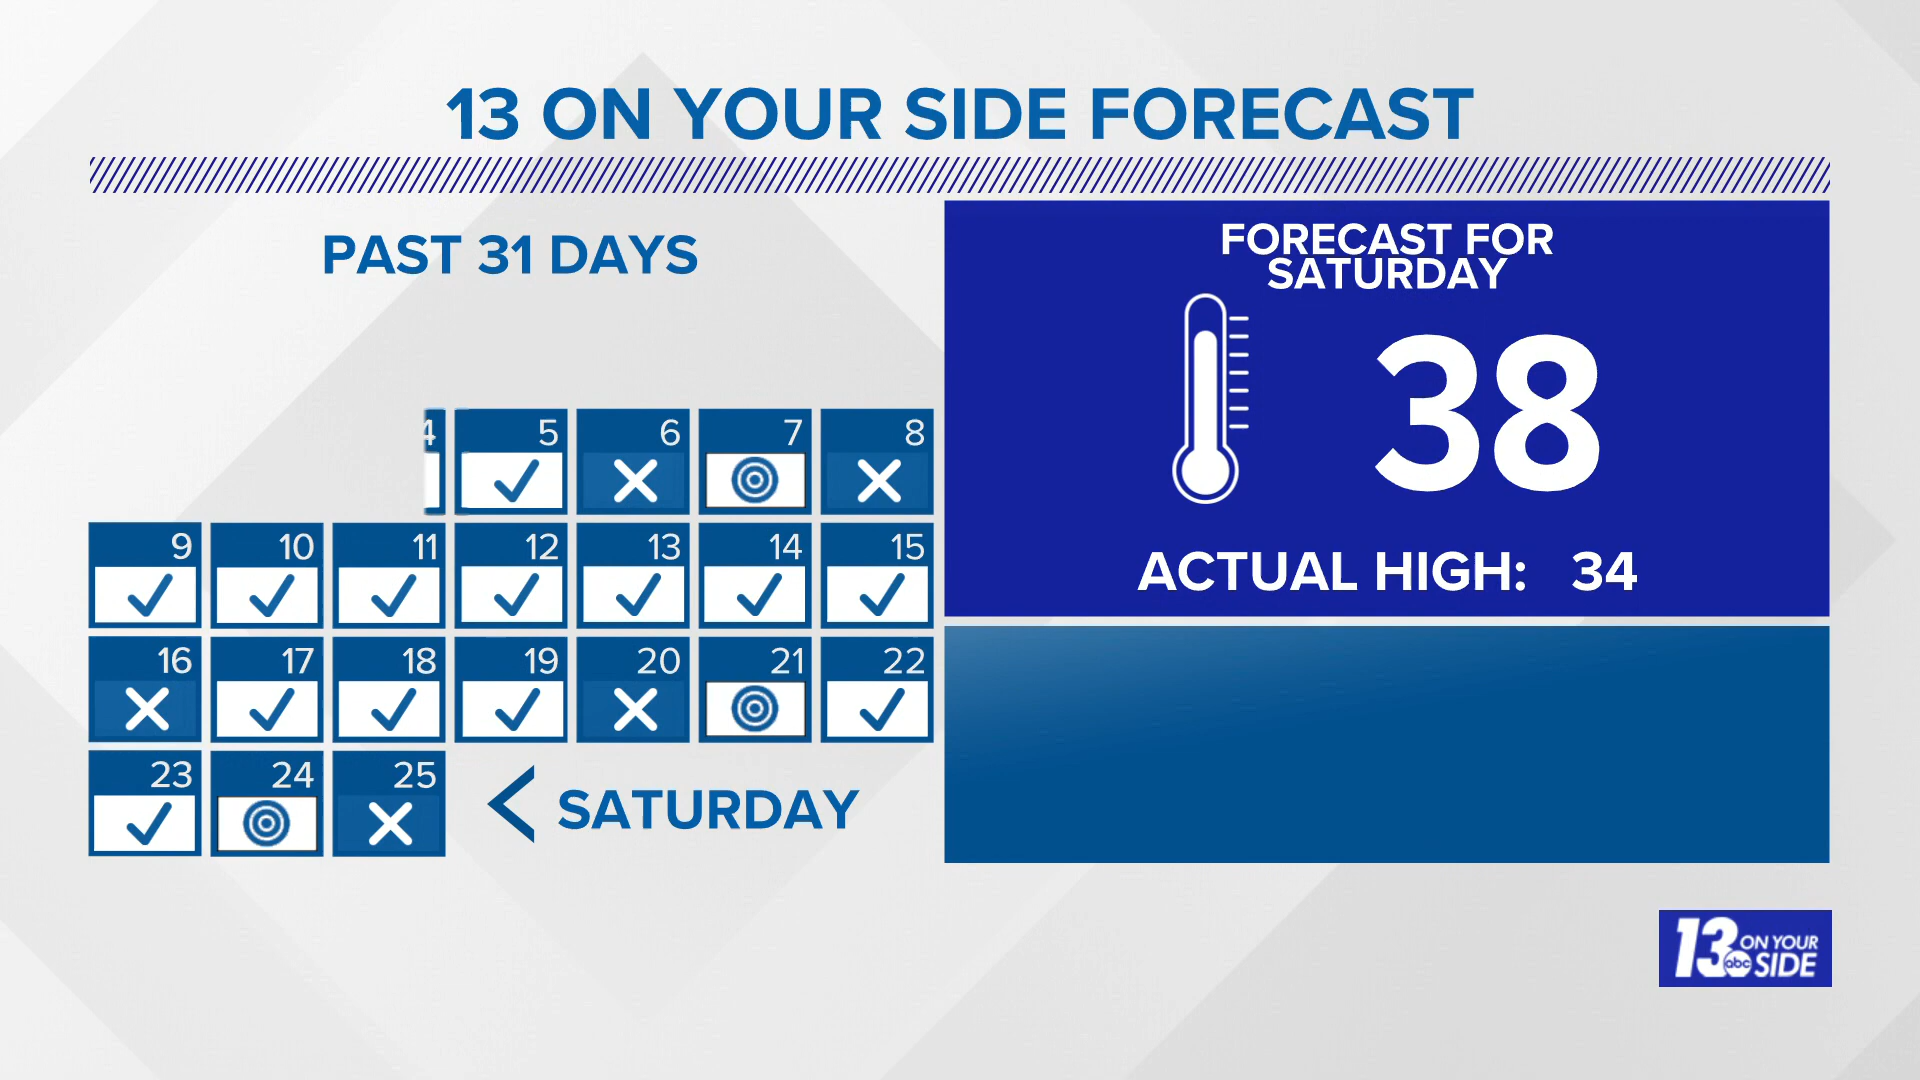 13 ON YOUR SIDE FORECAST
PAST 31 DAYS
4 5 6 7 8
9 10 11 12 13 14 15
16 17 18 19 20 21 22
23 24 25
< SATURDAY
FORECAST FOR
SATURDAY
38
ACTUAL HIGH: 34
13 ON YOUR
abc SIDE